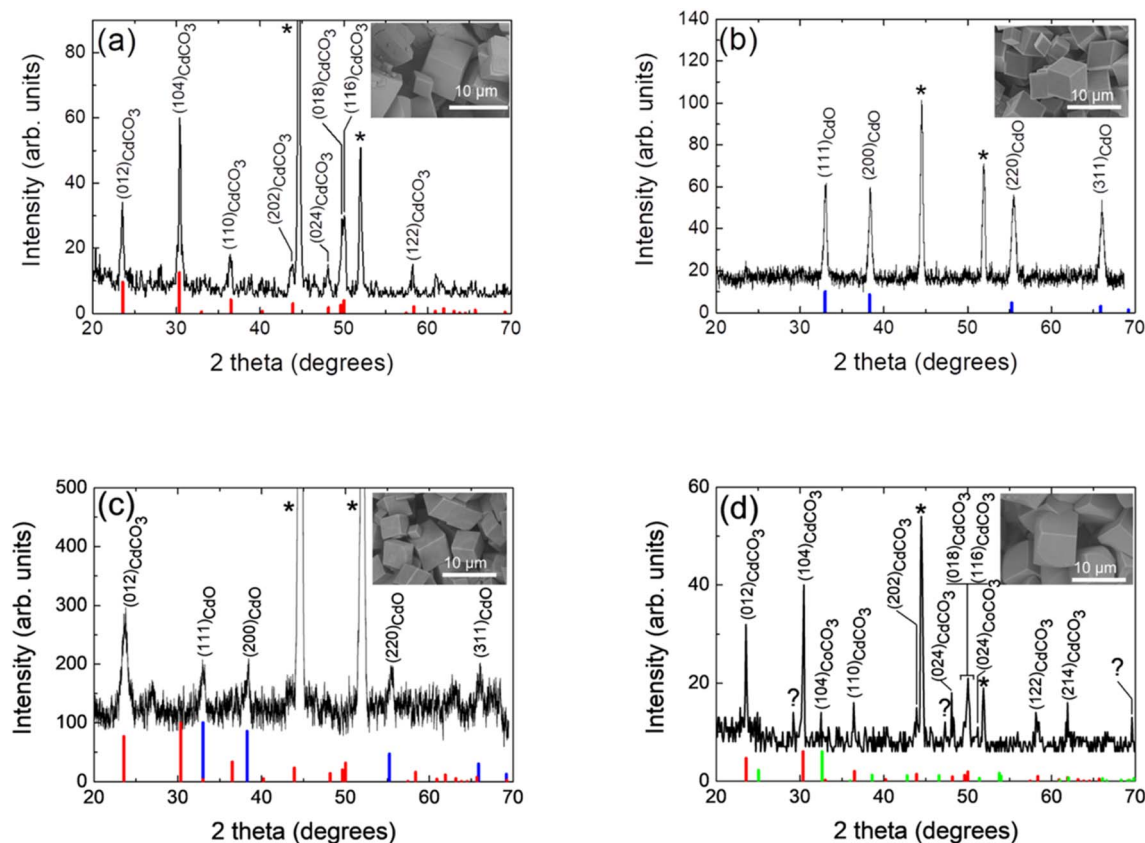 (a)
Intensity (arb. units)
80
60
40
20
0
(012)CdCO3
(104)CdCO3
(110)CdCO3
(202)CdCO3
*
(024)CdCO3
(018)CdCO3
(116)CdCO3
*
(122)CdCO3
10 µm
20 30 40 50 60 70
2 theta (degrees)
(b)
Intensity (arb. units)
140
120
100
80
60
40
20
0
(111)CdO
(200)CdO
*
*
(220)CdO
(311)CdO
10 µm
20 30 40 50 60 70
2 theta (degrees)
(c)
Intensity (arb. units)
500
400
300
200
100
0
(012)CdCO3
(111)CdO
(200)CdO
*
*
(220)CdO
(311)CdO
10 µm
20 30 40 50 60 70
2 theta (degrees)
(d)
Intensity (arb. units)
60
40
20
0
(012)CdCO3
?
(104)CdCO3
(104)CoCO3
(110)CdCO3
(202)CdCO3
*
?
(024)CdCO3
(018)CdCO3
(116)CdCO3
(024)CoCO3
*
(122)CdCO3
(214)CdCO3
?
10 µm
20 30 40 50 60 70
2 theta (degrees)